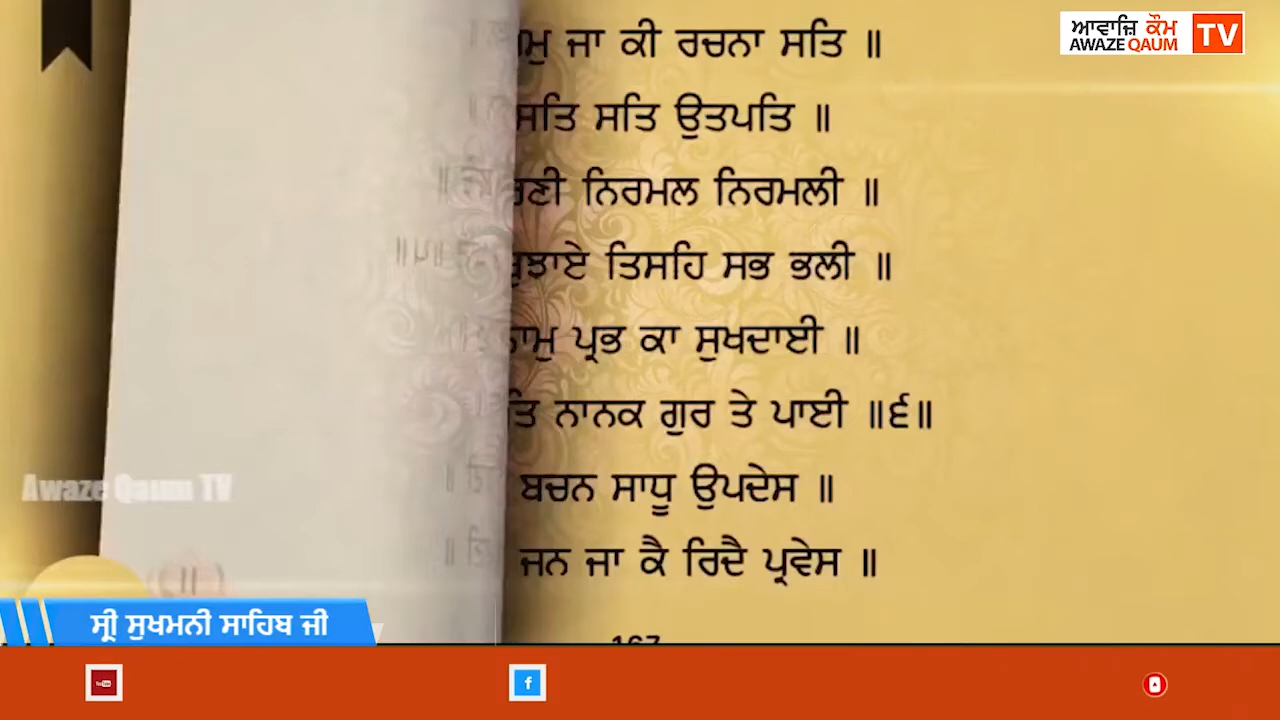 ਆਵਾਜ਼ਿ ਕੌਮ
AWAZE QAUM TV
ਜਾ ਕੀ ਰਚਨਾ ਸਤਿ ॥
ਸਤਿ ਸਤਿ ਉਤਪਤਿ ॥
ਨਿਰਮਲ ਨਿਰਮਲੀ ॥
ਤਿਸਹਿ ਸਭ ਭਲੀ ॥
ਪ੍ਰਭ ਕਾ ਸੁਖਦਾਈ ॥
ਨਾਨਕ ਗੁਰ ਤੇ ਪਾਈ ॥੬॥
ਬਚਨ ਸਾਧੂ ਉਪਦੇਸ ॥
ਜਨ ਜਾ ਕੈ ਰਿਦੈ ਪ੍ਰਵੇਸ ॥
Awaze Qaum TV
ਸ੍ਰੀ ਸੁਖਮਨੀ ਸਾਹਿਬ ਜੀ